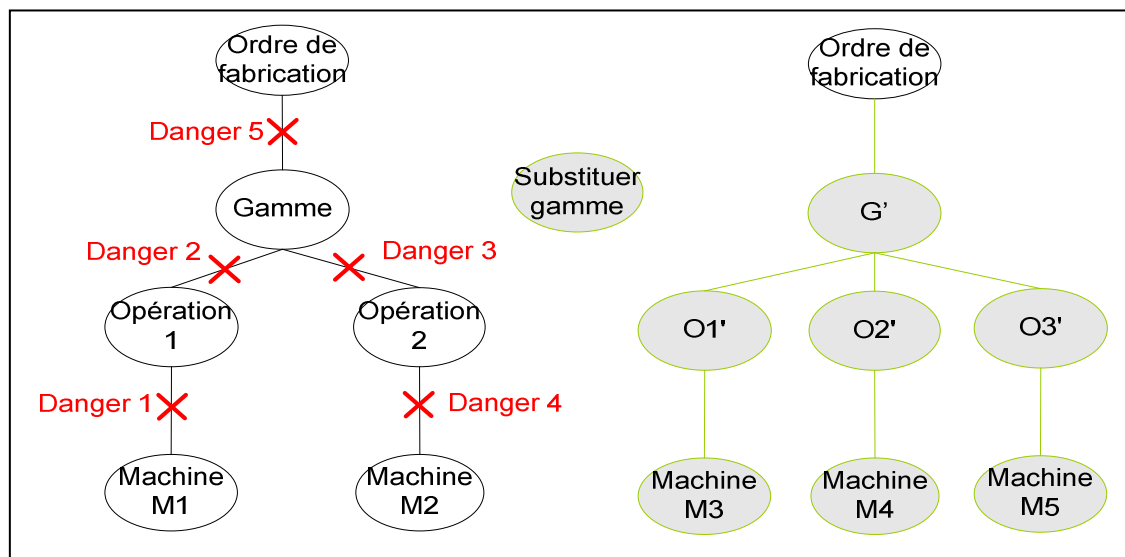 Ordre de
fabrication
Danger 5
Gamme
Danger 2
Danger 3
Opération
1
Opération
2
Danger 1
Danger 4
Machine
M1
Machine
M2
Substituer
gamme
Ordre de
fabrication
G'
O1'
O2'
O3'
Machine
M3
Machine
M4
Machine
M5